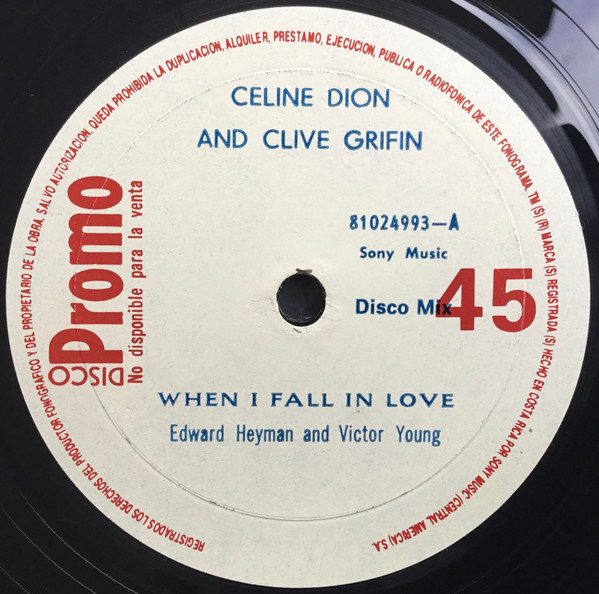 REGISTRADOS LOS DERECHOS DEL PRODUCTOR FONOGRAFICO Y DEL PROPIETARIO DE LA OBRA. SALVO AUTORIZACION, QUEDA PROHIBIDA LA DUPLICACION, ALQUILER, PRESTAMO, EJECUCION, PUBLICA O RADIOFONICA DE ESTE FONOGRAMA. TM (S) (R) MARCA (S) REGISTRADA (S) HECHO EN COSTA RICA POR SONY MUSIC (CENTRAL AMERICA) S.A.
CELINE DION
AND CLIVE GRIFIN
DISCO Promo
No disponible para la venta
81024993-A
Sony Music
Disco Mix 45
WHEN I FALL IN LOVE
Edward Heyman and Victor Young